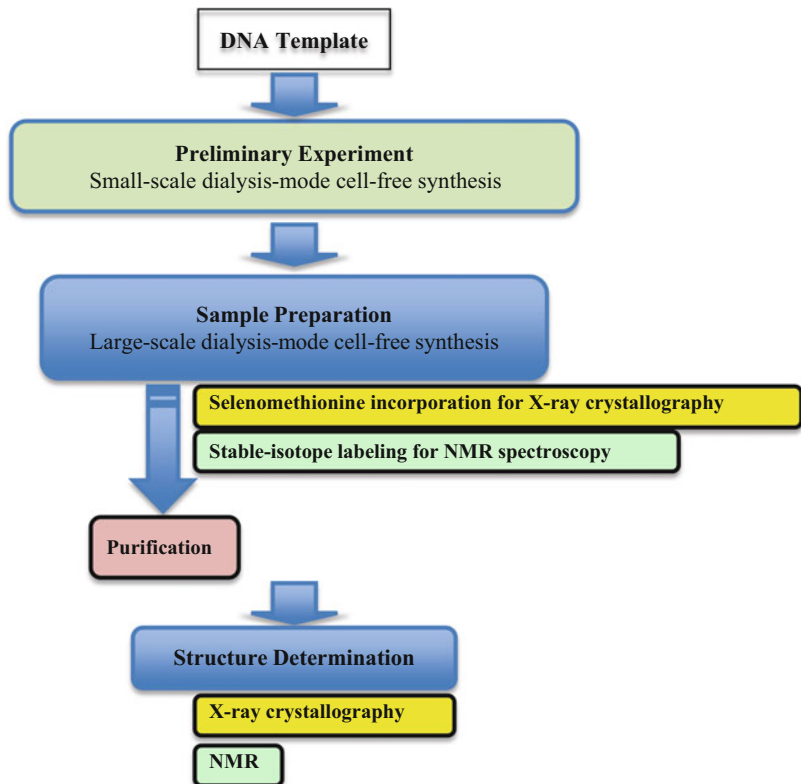 DNA Template
Preliminary Experiment
Small-scale dialysis-mode cell-free synthesis
Sample Preparation
Large-scale dialysis-mode cell-free synthesis
Selenomethionine incorporation for X-ray crystallography
Stable-isotope labeling for NMR spectroscopy
Purification
Structure Determination
X-ray crystallography
NMR